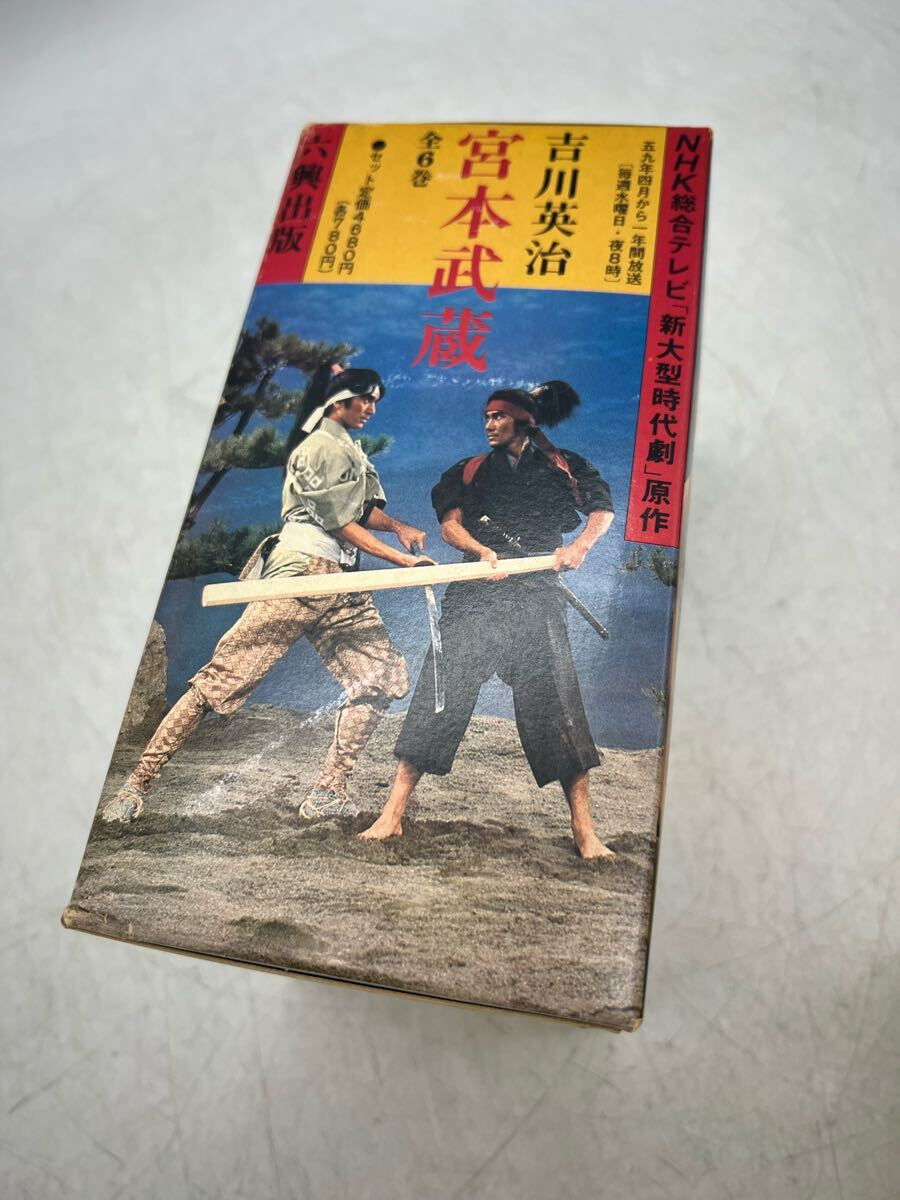 NHK総合テレビ「新大型時代劇」原作
五九年四月から一年間放送
〔毎週水曜日・夜8時〕
吉川英治
宮本武蔵
全6巻
●セット定価4680円
（各780円）
六興出版